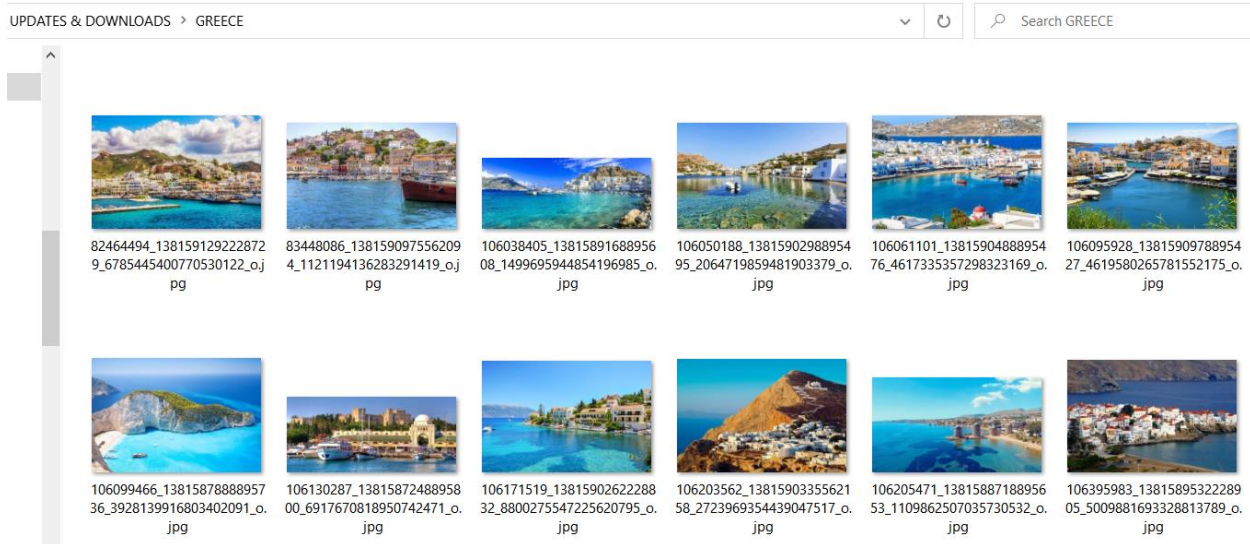 UPDATES & DOWNLOADS > GREECE
Search GREECE
82464494_138159129222872
9_6785445400770530122_o.j
pg
83448086_138159097556209
4_1121194136283291419_o.j
pg
106038405_13815891688956
08_1499695944854196985_o.
jpg
106050188_13815902988954
95_2064719859481903379_o.
jpg
106061101_13815904888954
76_4617335357298323169_o.
jpg
106095928_13815909788954
27_4619580265781552175_o.
jpg
106099466_13815878888957
36_3928139916803402091_o.
jpg
106130287_13815872488958
00_6917670818950742471_o.
jpg
106171519_13815902622288
32_8800275547225620795_o.
jpg
106203562_13815903355621
58_2723969354439047517_o.
jpg
106205471_13815887188956
53_1109862507035730532_o.
jpg
106395983_13815895322289
05_5009881693328813789_o.
jpg